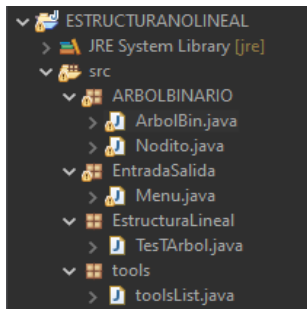 ESTRUCTURANOLINEAL
JRE System Library [jre]
src
ARBOLBINARIO
ArbolBin.java
Nodito.java
EntradaSalida
Menu.java
EstructuraLineal
TesTArbol.java
tools
toolsList.java